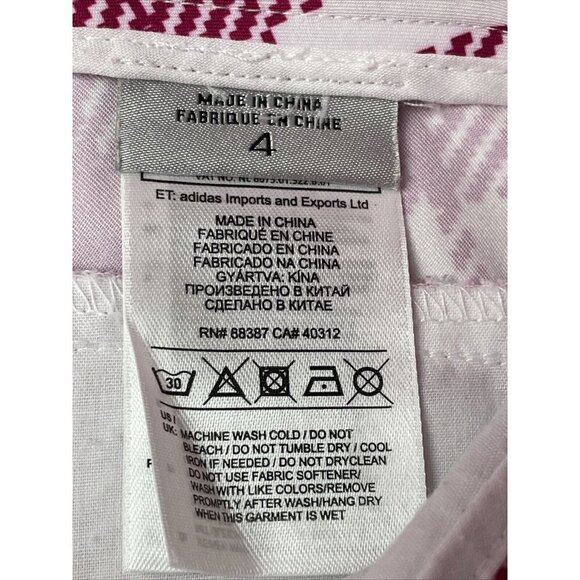 MADE IN CHINA
FABRIQUE EN CHINE
4
VAT NO. NL
ET: adidas Imports and Exports Ltd
MADE IN CHINA
FABRIQUÉ EN CHINE
FABRICADO EN CHINA
FABRICADO NA CHINA
GYÁRTVA: KÍNA
ПРОИЗВЕДЕНО В КИТАЙ
СДЕЛАНО В КИТАЕ
RN# 88387 CA# 40312
30
US /
UK: MACHINE WASH COLD / DO NOT
BLEACH / DO NOT TUMBLE DRY / COOL
IRON IF NEEDED / DO NOT DRYCLEAN
DO NOT USE FABRIC SOFTENER/
WASH WITH LIKE COLORS/REMOVE
PROMPTLY AFTER WASH/HANG DRY
WHEN THIS GARMENT IS WET